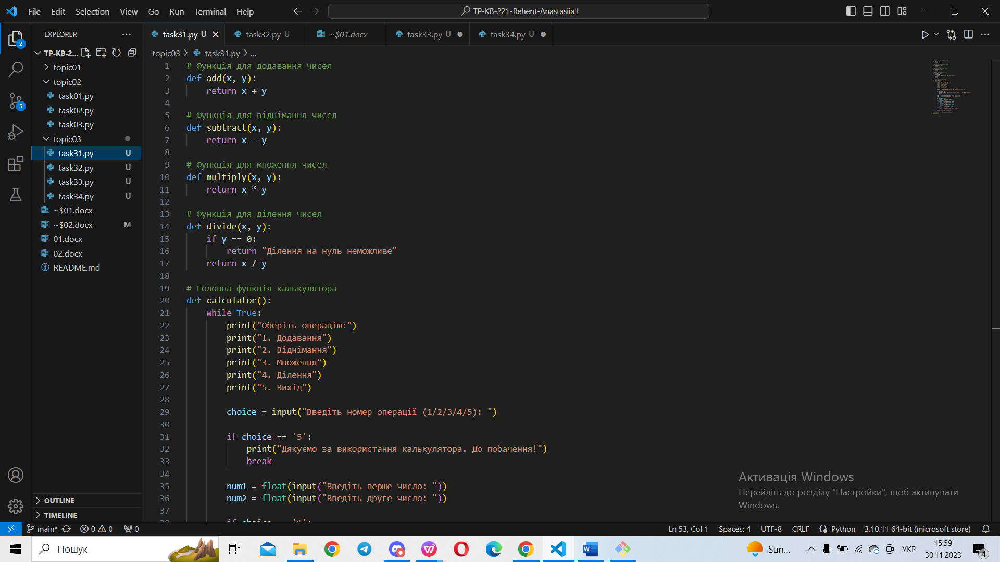 File Edit Selection View Go Run Terminal Help
TP-KB-221-Rehent-Anastasiia1
EXPLORER
TP-KB-2...
topic01
topic02
task01.py
task02.py
task03.py
topic03
task31.py U
task32.py U
task33.py U
task34.py U
~$01.docx
~$02.docx M
01.docx
02.docx
README.md
OUTLINE
TIMELINE
2
5
task31.py U
task32.py U
~$01.docx
task33.py U
task34.py U
topic03 > task31.py > ...
1 # Функція для додавання чисел
2 def add(x, y):
3 return x + y
4
5 # Функція для віднімання чисел
6 def subtract(x, y):
7 return x - y
8
9 # Функція для множення чисел
10 def multiply(x, y):
11 return x * y
12
13 # Функція для ділення чисел
14 def divide(x, y):
15 if y == 0:
16 return "Ділення на нуль неможливе"
17 return x / y
18
19 # Головна функція калькулятора
20 def calculator():
21 while True:
22 print("Оберіть операцію:")
23 print("1. Додавання")
24 print("2. Віднімання")
25 print("3. Множення")
26 print("4. Ділення")
27 print("5. Вихід")
28
29 choice = input("Введіть номер операції (1/2/3/4/5): ")
30
31 if choice == '5':
32 print("Дякуємо за використання калькулятора. До побачення!")
33 break
34
35 num1 = float(input("Введіть перше число: "))
36 num2 = float(input("Введіть друге число: "))
37
38 if choice == '1':
Активація Windows
Перейдіть до розділу "Настройки", щоб активувати
Windows.
main* 0 0 0
Ln 53, Col 1 Spaces: 4 UTF-8 CRLF Python 3.10.11 64-bit (microsoft store)
Пошук
Sun...
УКР
15:59
30.11.2023
4